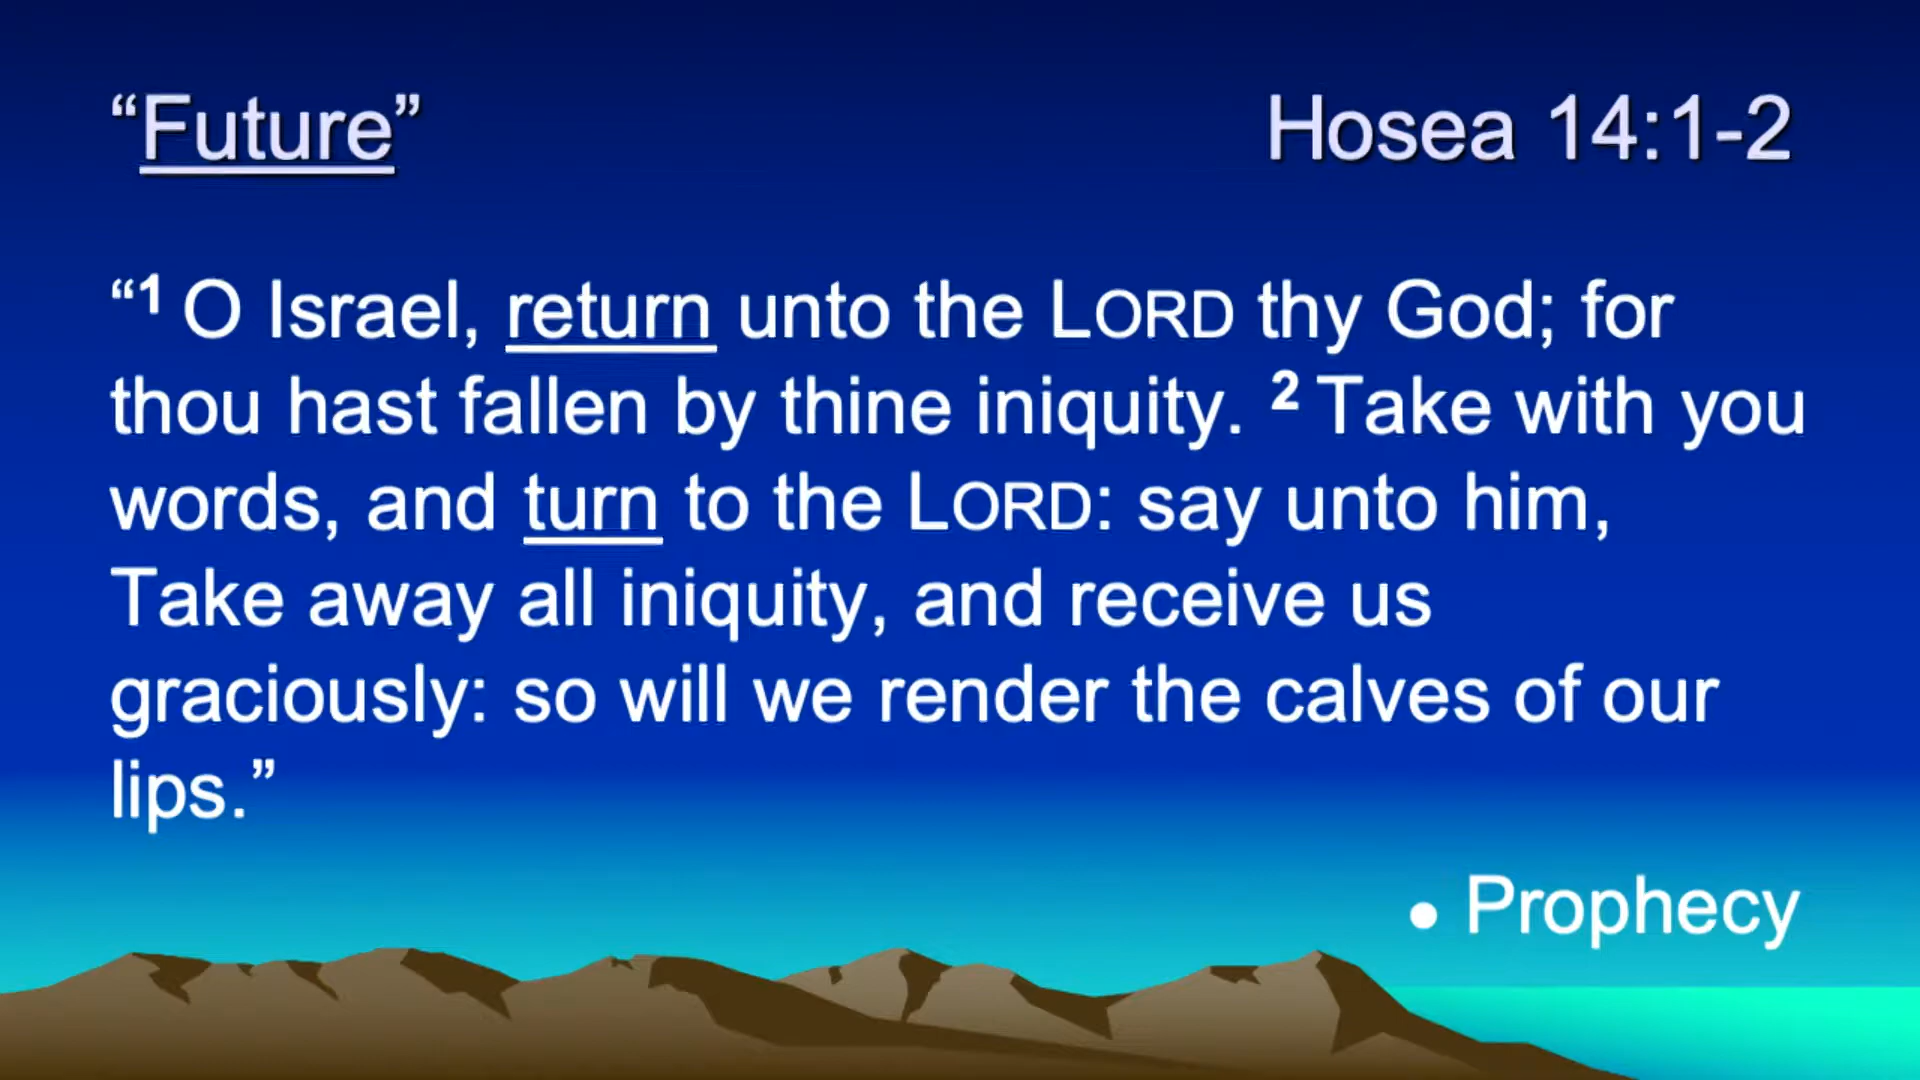 “Future” Hosea 14:1-2
“1 O Israel, return unto the LORD thy God; for
thou hast fallen by thine iniquity. 2 Take with you
words, and turn to the LORD: say unto him,
Take away all iniquity, and receive us
graciously: so will we render the calves of our
lips.”
• Prophecy